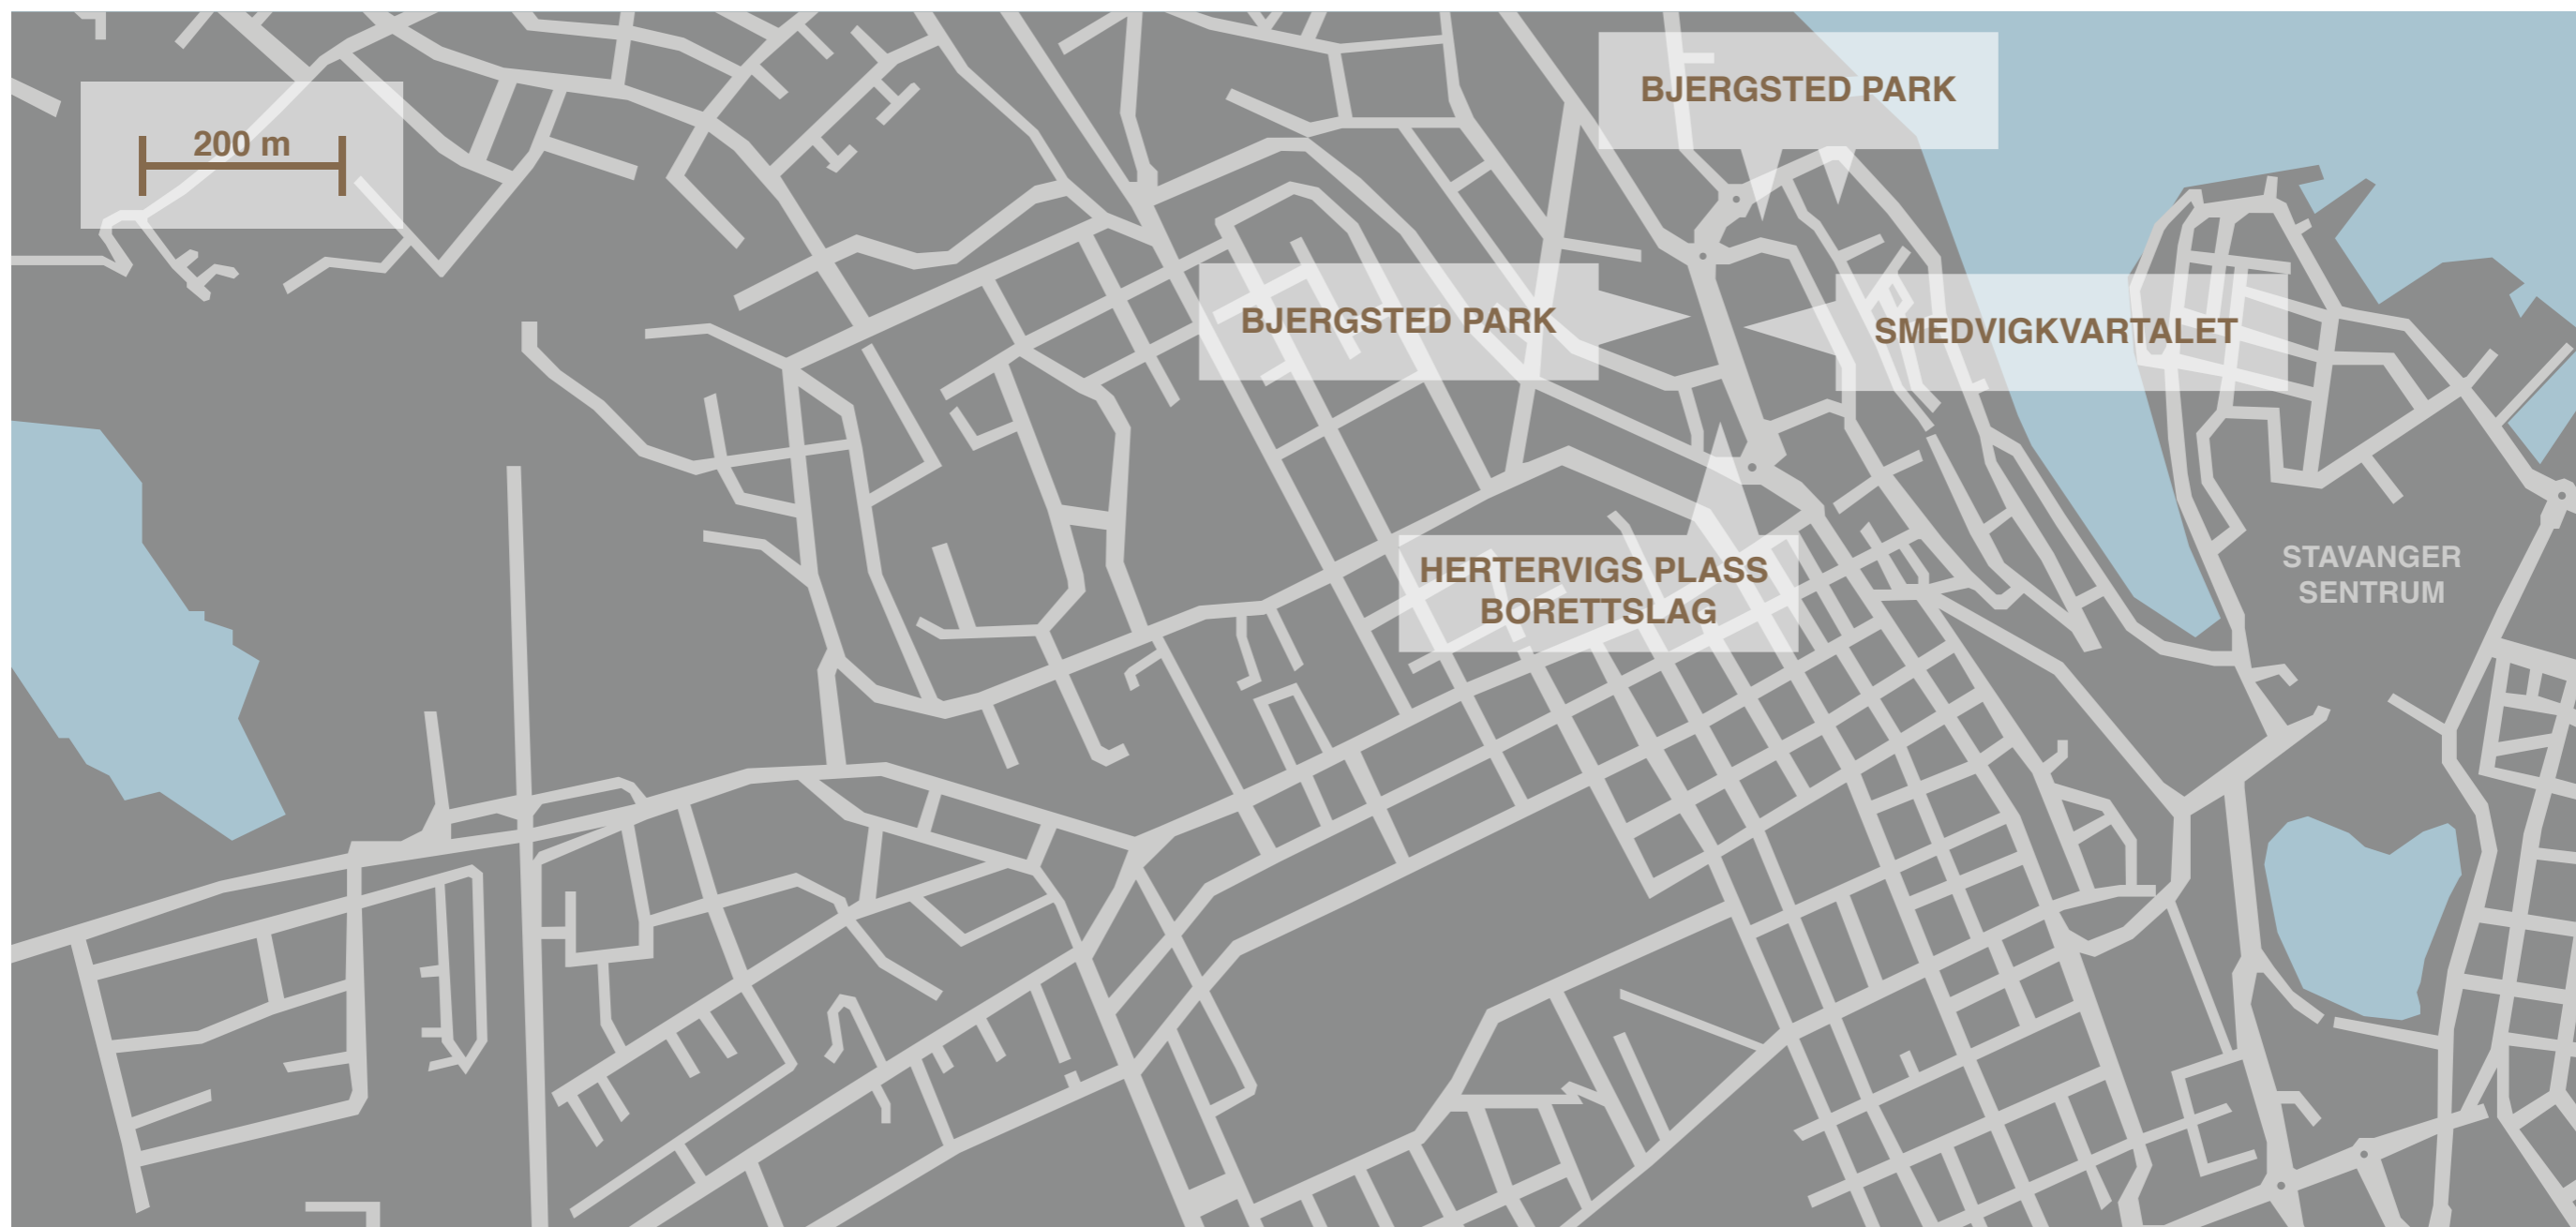 BJERGSTED PARK
200 m
BJERGSTED PARK
SMEDVIGKVARTALET
HERTERVIGS PLASS
BORETTSLAG
STAVANGER
SENTRUM